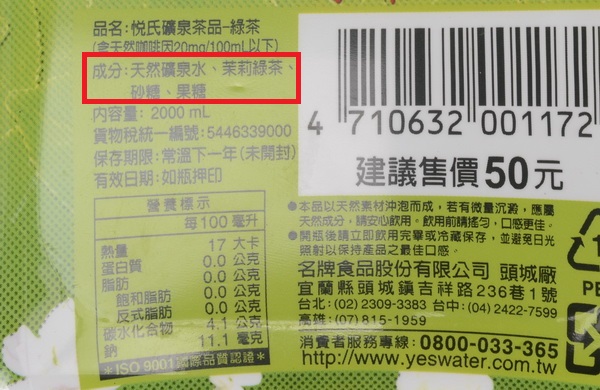 品名:悅氏礦泉茶品-綠茶
(含天然咖啡因20mg/100mL以下)
成分:天然礦泉水、茉莉綠茶、
砂糖、果糖
內容量: 2000 mL
貨物稅統一編號:5446339000
保存期限:常溫下一年(未開封)
有效日期:如瓶押印
營養標示
每100毫升
熱量 17 大卡
蛋白質 0.0 公克
脂肪 0.0 公克
飽和脂肪 0.0 公克
反式脂肪 0.0 公克
碳水化合物 4.1 公克
鈉 11.1 毫克
*ISO 9001 國際品質認證*
4 710632 001172
建議售價50元
●本品以天然素材沖泡而成,若有微量沉澱,應屬
天然成分,請安心飲用。飲用前請搖勻,口感更佳。
●開瓶後請立即飲用完畢或冷藏保存,並避免日光
照射以保持產品之最佳口感。
名牌食品股份有限公司 頭城廠
宜蘭縣頭城鎮吉祥路236巷1號
台北:(02) 2309-3383 台中:(04) 2422-7599
高雄:(07) 815-1959
消費者服務專線:0800-033-365
http://www.yeswater.com.tw